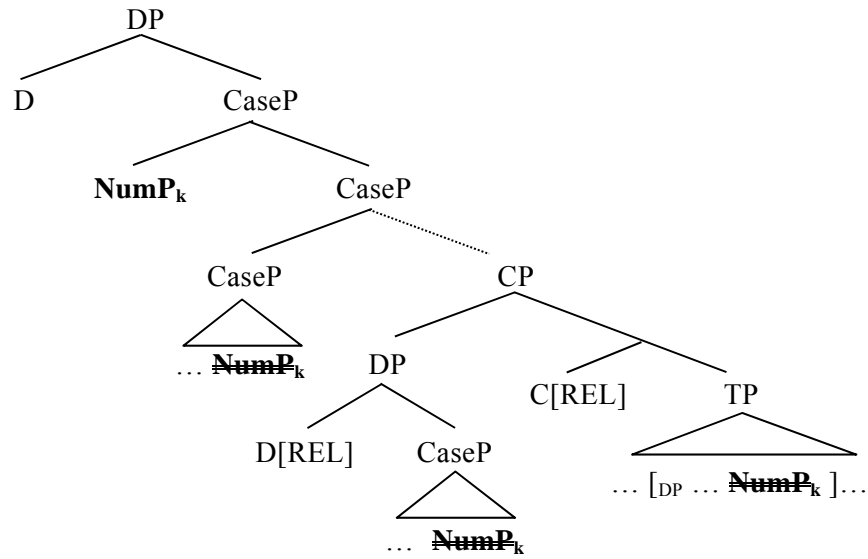 DP
D CaseP
NumPk CaseP
CaseP CP
… NumPk DP
C[REL] TP
D[REL] CaseP
… [DP … NumPk ]…
… NumPk